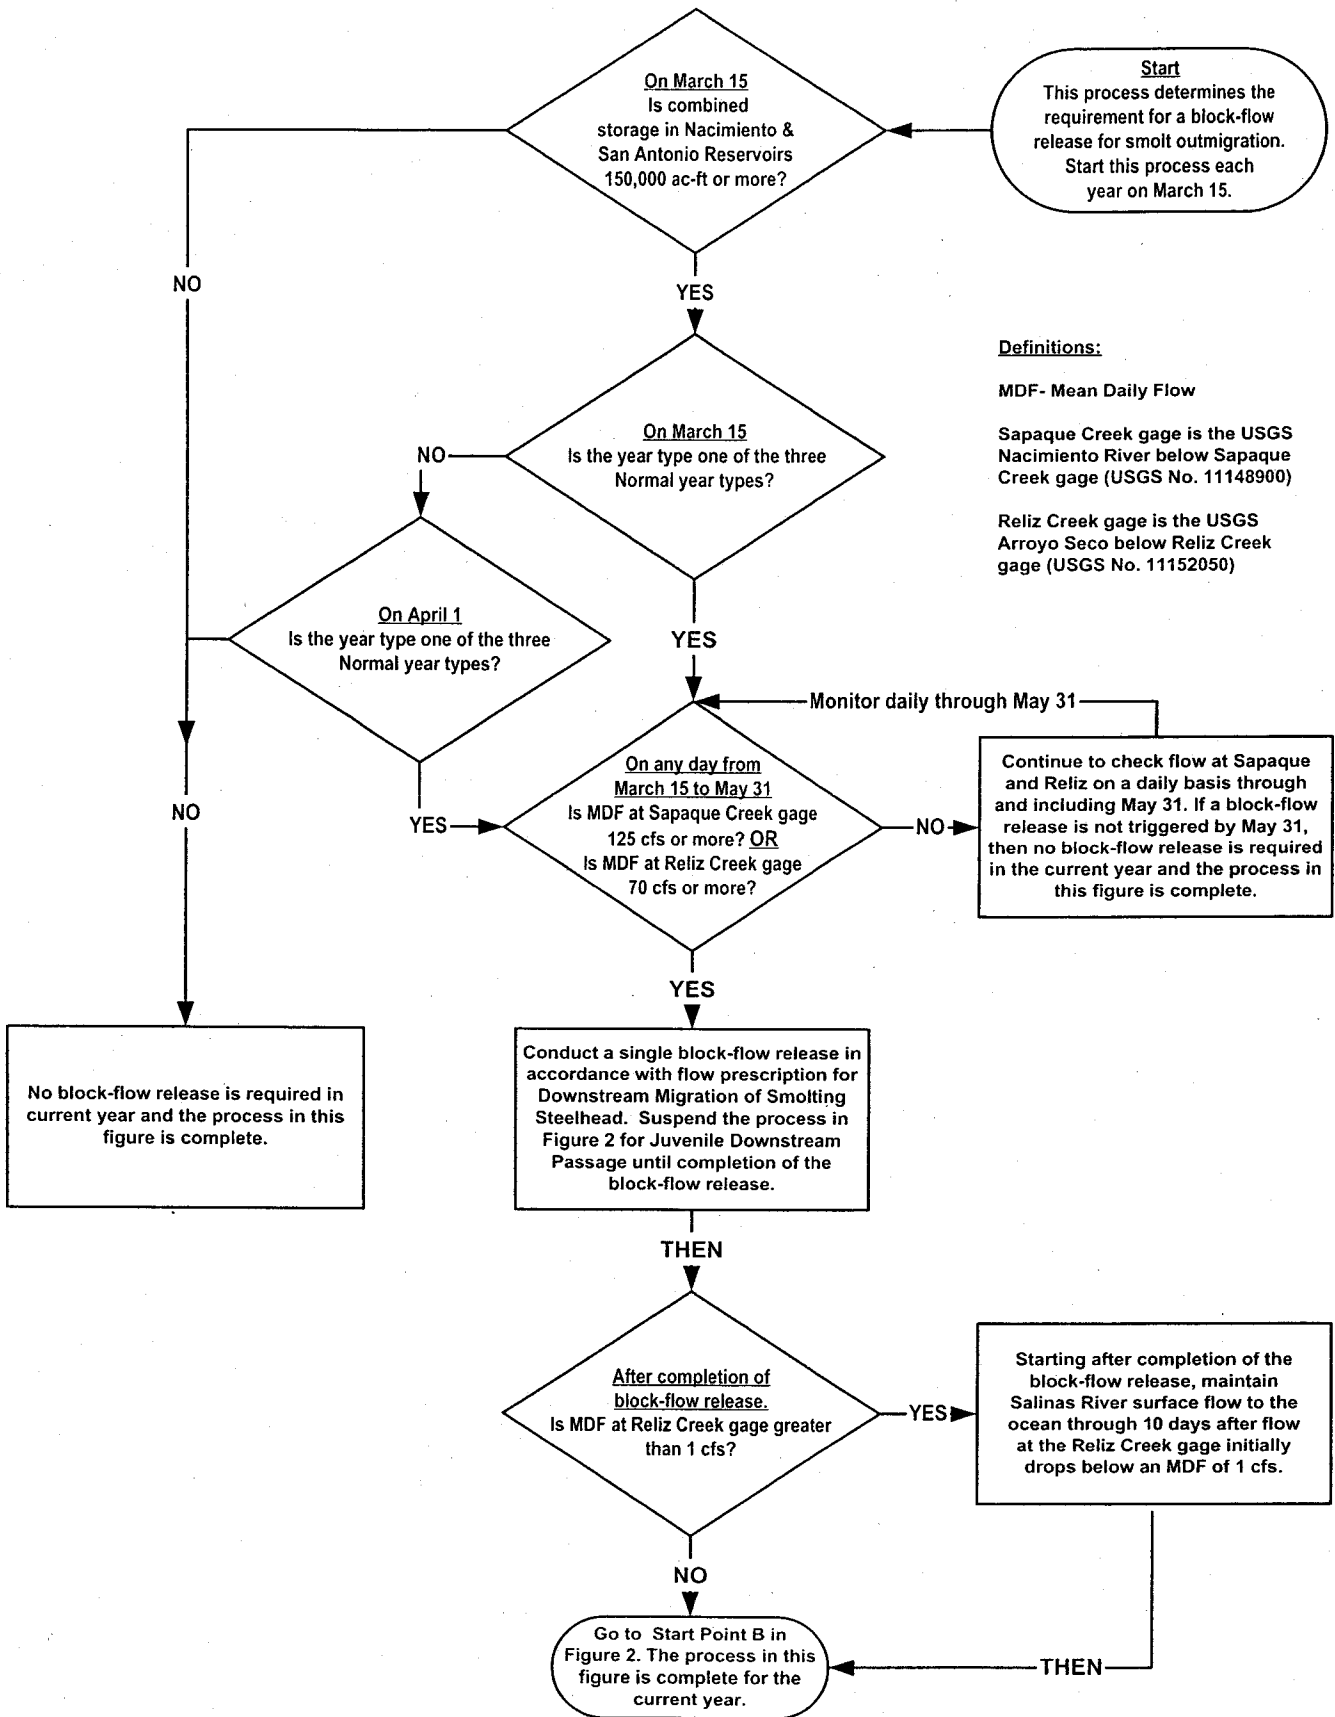 Start
This process determines the
requirement for a block-flow
release for smolt outmigration.
Start this process each
year on March 15.
On March 15
Is combined
storage in Nacimiento &
San Antonio Reservoirs
150,000 ac-ft or more?
NO
YES
Definitions:
MDF- Mean Daily Flow
Sapaque Creek gage is the USGS
Nacimiento River below Sapaque
Creek gage (USGS No. 11148900)
Reliz Creek gage is the USGS
Arroyo Seco below Reliz Creek
gage (USGS No. 11152050)
On March 15
Is the year type one of the three
Normal year types?
NO
YES
On April 1
Is the year type one of the three
Normal year types?
NO
YES
Monitor daily through May 31
On any day from
March 15 to May 31
Is MDF at Sapaque Creek gage
125 cfs or more? OR
Is MDF at Reliz Creek gage
70 cfs or more?
NO
Continue to check flow at Sapaque
and Reliz on a daily basis through
and including May 31. If a block-flow
release is not triggered by May 31,
then no block-flow release is required
in the current year and the process in
this figure is complete.
YES
No block-flow release is required in
current year and the process in this
figure is complete.
Conduct a single block-flow release in
accordance with flow prescription for
Downstream Migration of Smolting
Steelhead. Suspend the process in
Figure 2 for Juvenile Downstream
Passage until completion of the
block-flow release.
THEN
After completion of
block-flow release.
Is MDF at Reliz Creek gage greater
than 1 cfs?
YES
Starting after completion of the
block-flow release, maintain
Salinas River surface flow to the
ocean through 10 days after flow
at the Reliz Creek gage initially
drops below an MDF of 1 cfs.
NO
THEN
Go to Start Point B in
Figure 2. The process in this
figure is complete for the
current year.